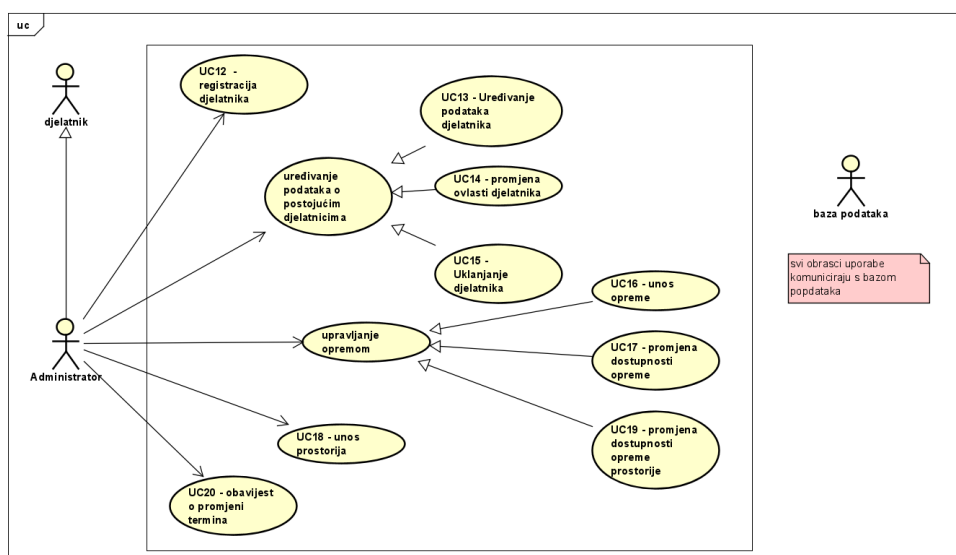 uc
UC12 -
registracija
djelatnika
djelatnik
UC13 - Uređivanje
podataka
djelatnika
uređivanje
podataka o
postojućim
djelatnicima
UC14 - promjena
ovlasti djelatnika
baza podataka
UC15 -
Uklanjanje
djelatnika
svi obrasci uporabe
komuniciraju s bazom
popdataka
UC16 - unos
opreme
upravljanje
opremom
UC17 - promjena
dostupnosti
opreme
Administrator
UC18 - unos
prostorija
UC19 - promjena
dostupnosti
opreme
prostorije
UC20 - obavijest
o promjeni
termina